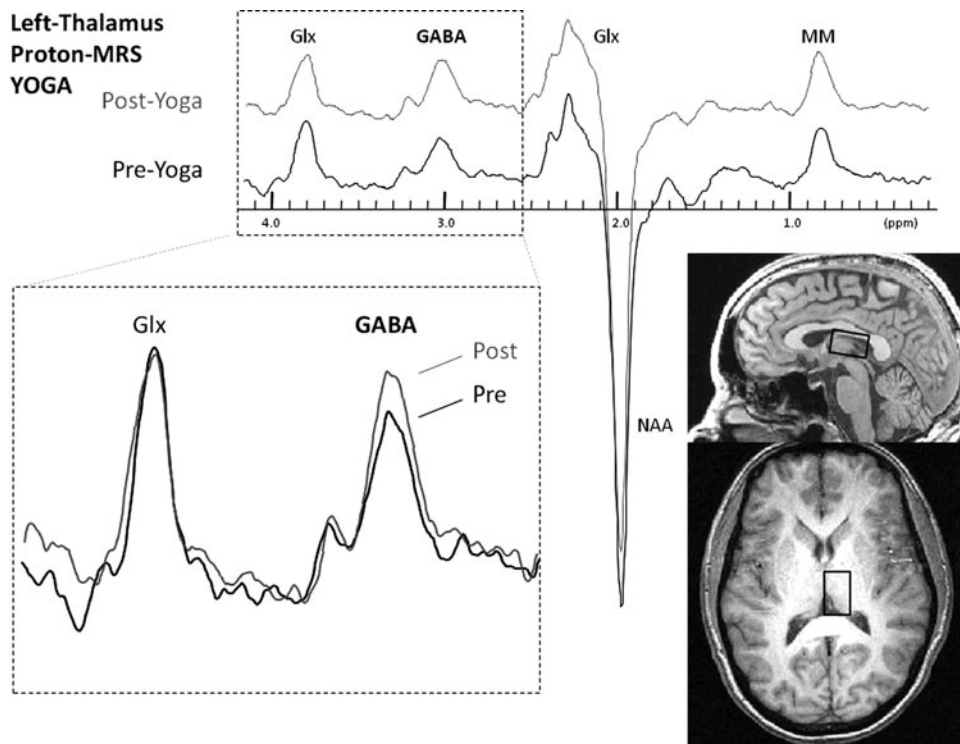 Left-Thalamus
Proton-MRS
YOGA
Glx
GABA
Glx
MM
Post-Yoga
Pre-Yoga
4.0
3.0
2.0
1.0
(ppm)
Glx
GABA
Post
Pre
NAA